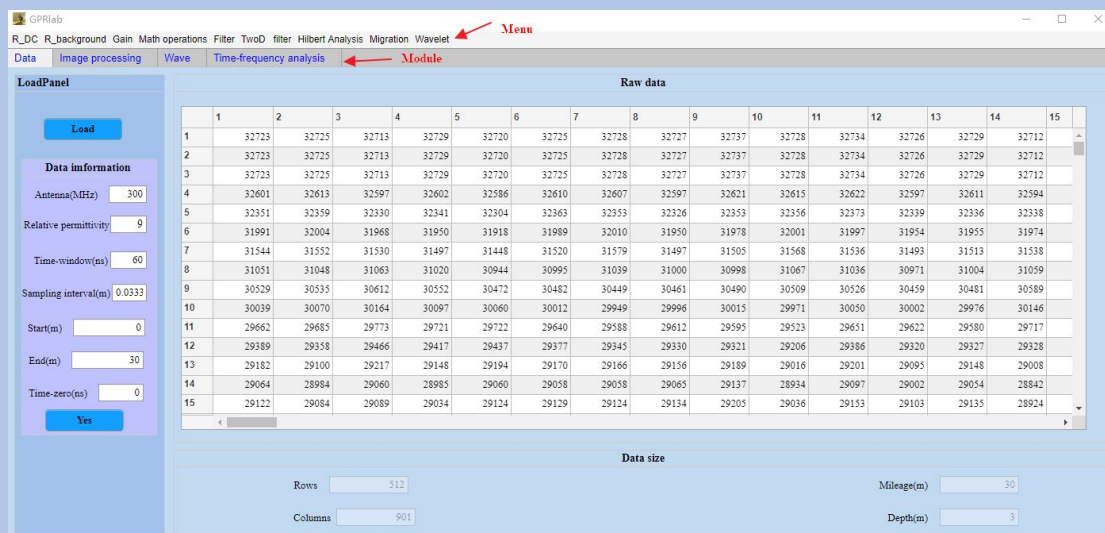 GPRlab
Menu
R_DC R_background Gain Math operations Filter TwoD filter Hilbert Analysis Migration Wavelet
Data Image processing Wave Time-frequency analysis Module
LoadPanel
Load
Data imformation
Antenna(MHz) 300
Relative permittivity 9
Time-window(ns) 60
Sampling interval(m) 0.0333
Start(m) 0
End(m) 30
Time-zero(ns) 0
Yes
Raw data
1 2 3 4 5 6 7 8 9 10 11 12 13 14 15
1 32723 32725 32713 32729 32720 32725 32728 32727 32737 32728 32734 32726 32729 32712
2 32723 32725 32713 32729 32720 32725 32728 32727 32737 32728 32734 32726 32729 32712
3 32723 32725 32713 32729 32720 32725 32728 32727 32737 32728 32734 32726 32729 32712
4 32601 32613 32597 32602 32586 32610 32607 32597 32621 32615 32622 32597 32611 32594
5 32351 32359 32330 32341 32304 32363 32353 32326 32353 32356 32373 32339 32336 32338
6 31991 32004 31968 31950 31918 31989 32010 31950 31978 32001 31997 31954 31955 31974
7 31544 31552 31530 31497 31448 31520 31579 31497 31505 31568 31536 31493 31513 31538
8 31051 31048 31063 31020 30944 30995 31039 31000 30998 31067 31036 30971 31004 31059
9 30529 30535 30612 30552 30472 30482 30449 30461 30490 30509 30526 30459 30481 30589
10 30039 30070 30164 30097 30060 30012 29949 29996 30015 29971 30050 30002 29976 30146
11 29662 29685 29773 29721 29722 29640 29588 29612 29595 29523 29651 29622 29580 29717
12 29389 29358 29466 29417 29437 29377 29345 29330 29321 29206 29386 29320 29327 29328
13 29182 29100 29217 29148 29194 29170 29166 29156 29189 29016 29201 29095 29148 29008
14 29064 28984 29060 28985 29060 29058 29058 29065 29137 28934 29097 29002 29054 28842
15 29122 29084 29089 29034 29124 29129 29124 29134 29205 29036 29153 29103 29135 28924
Data size
Rows 512 Mileage(m) 30
Columns 901 Depth(m) 3